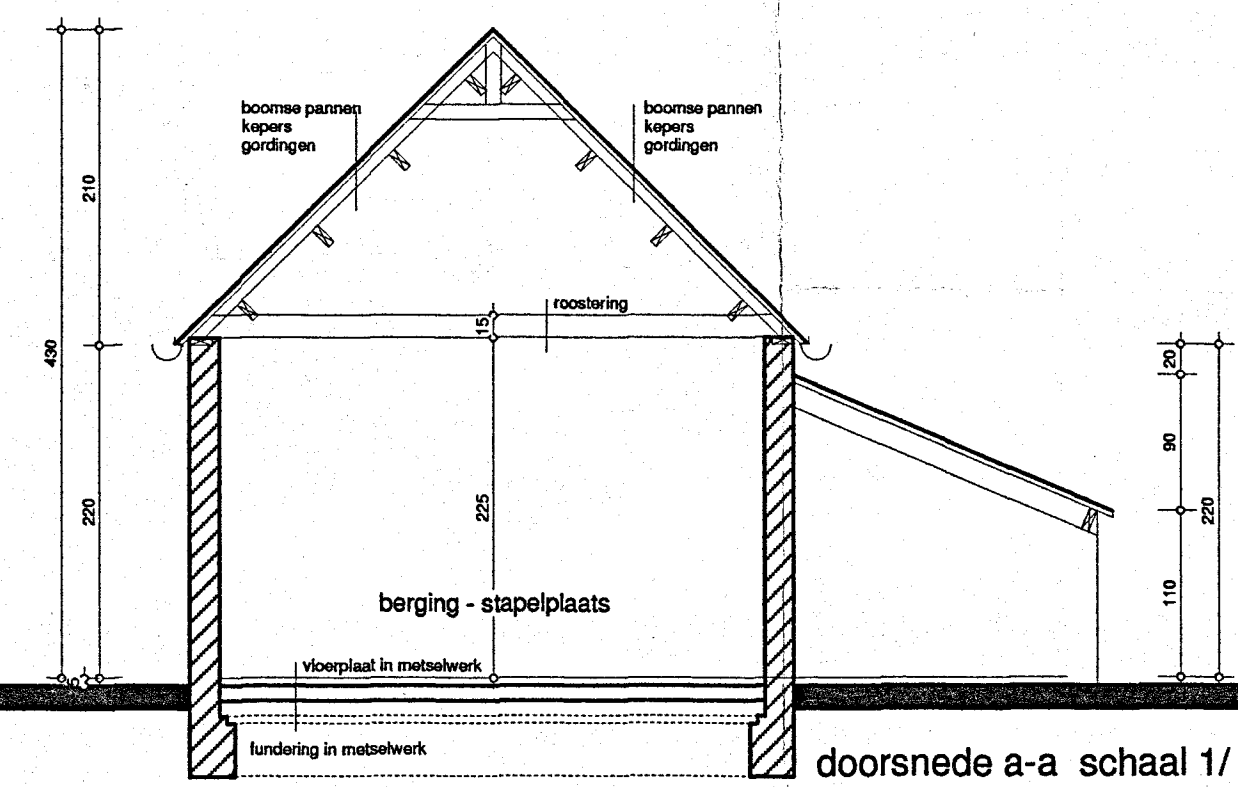 boomse pannen
kepers
gordingen
boomse pannen
kepers
gordingen
210
roostering
15
430
20
90
225
220
220
110
berging - stapelplaats
vloerplaat in metselwerk
5
fundering in metselwerk
doorsnede a-a schaal 1/